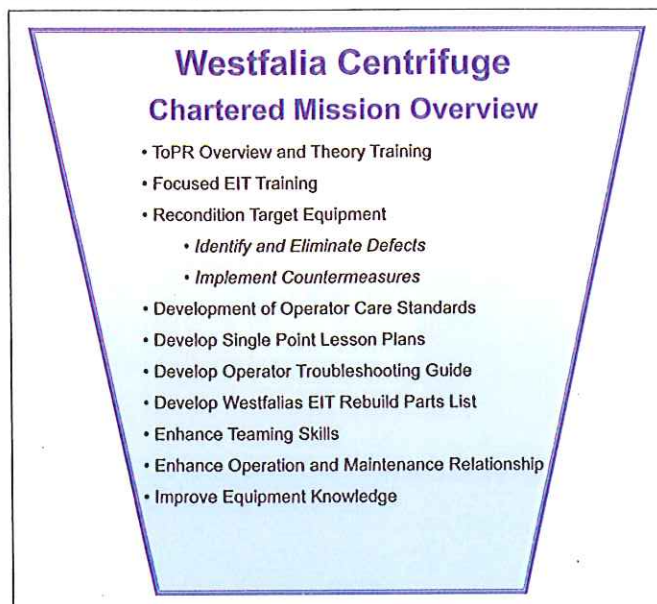 Westfalia Centrifuge
Chartered Mission Overview
• ToPR Overview and Theory Training
• Focused EIT Training
• Recondition Target Equipment
• Identify and Eliminate Defects
• Implement Countermeasures
• Development of Operator Care Standards
• Develop Single Point Lesson Plans
• Develop Operator Troubleshooting Guide
• Develop Westfalias EIT Rebuild Parts List
• Enhance Teaming Skills
• Enhance Operation and Maintenance Relationship
• Improve Equipment Knowledge